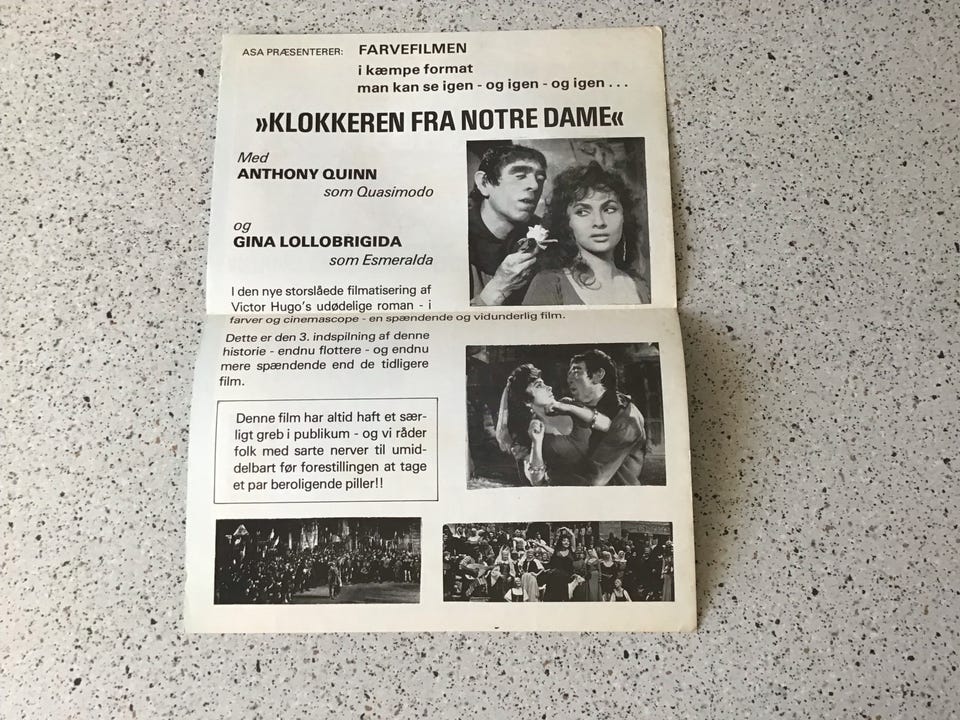 ASA PRÆSENTERER: FARVEFILMEN
i kæmpe format
man kan se igen - og igen - og igen . . .
»KLOKKEREN FRA NOTRE DAME«
Med
ANTHONY QUINN
som Quasimodo
og
GINA LOLLOBRIGIDA
som Esmeralda
I den nye storslåede filmatisering af
Victor Hugo's udødelige roman - i
farver og cinemascope - en spændende og vidunderlig film.
Dette er den 3. indspilning af denne
historie - endnu flottere - og endnu
mere spændende end de tidligere
film.
Denne film har altid haft et sær-
ligt greb i publikum - og vi råder
folk med sarte nerver til umid-
delbart før forestillingen at tage
et par beroligende piller!!